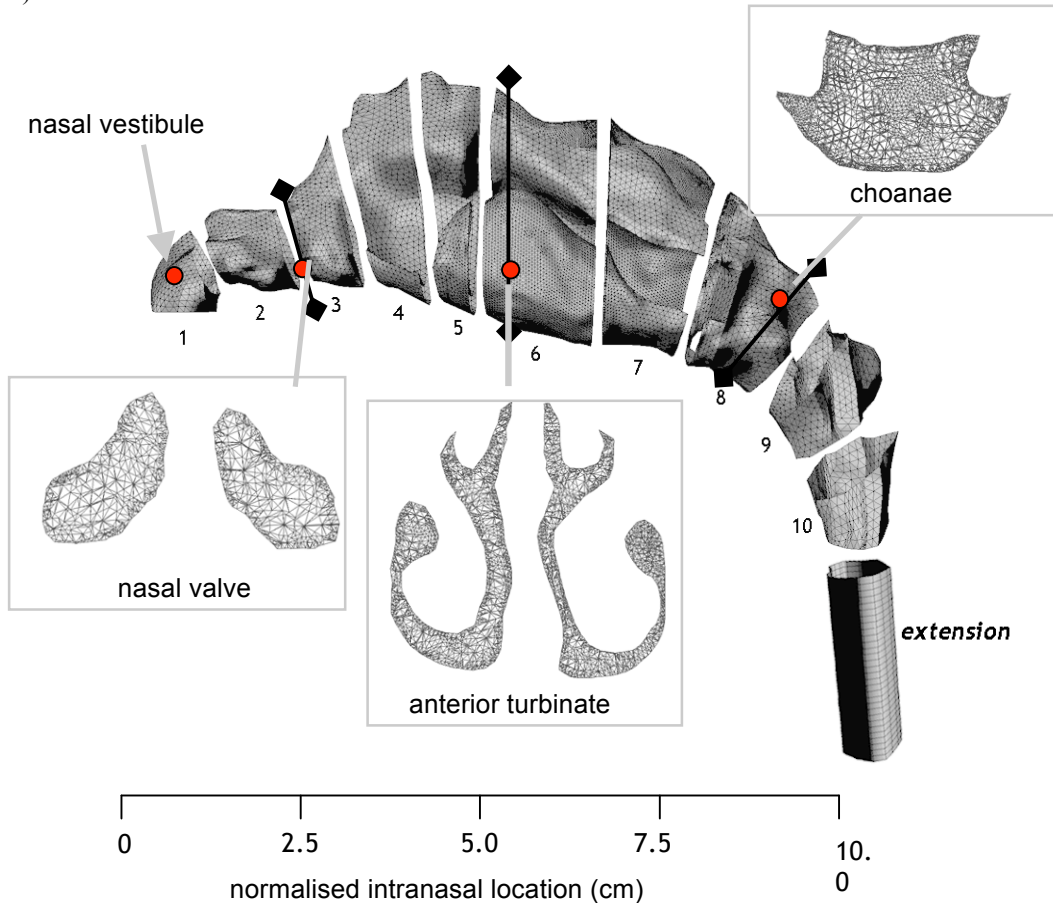 )
nasal vestibule
choanae
1
2
3
4
5
6
7
8
9
10
nasal valve
anterior turbinate
extension
0
2.5
5.0
7.5
10.
0
normalised intranasal location (cm)